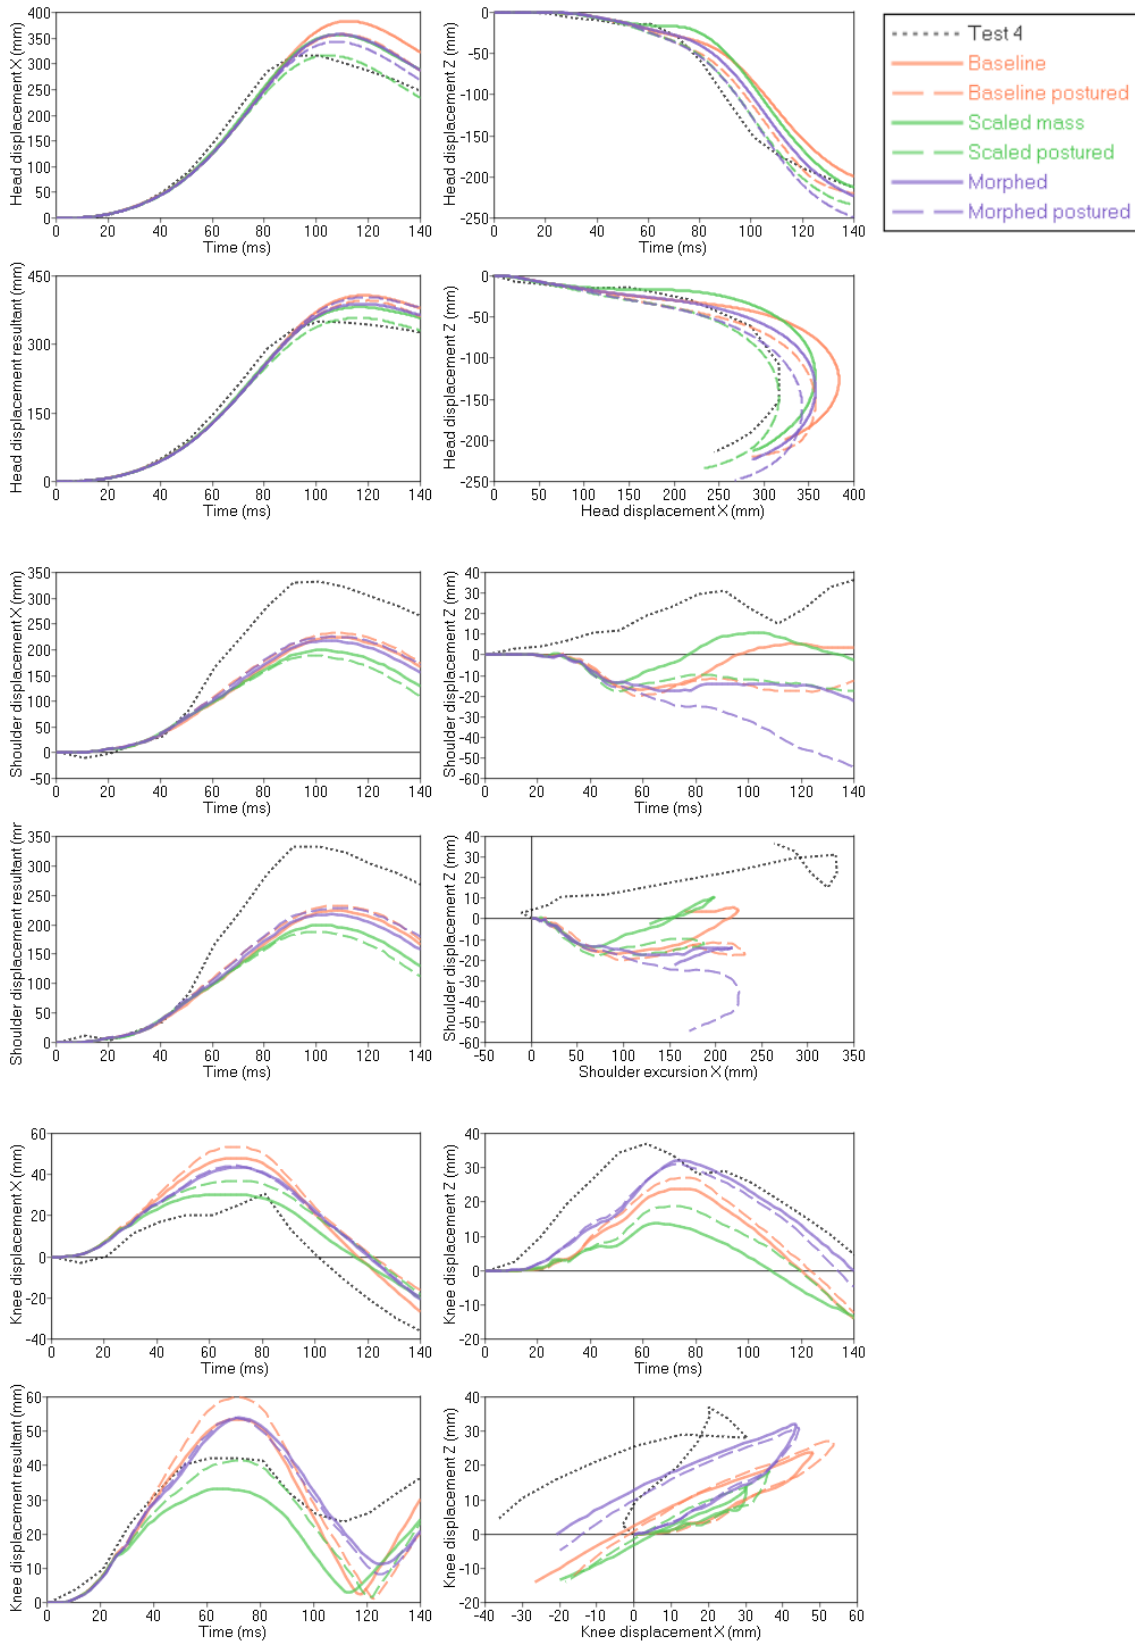 Test 4
Baseline
Baseline postured
Scaled mass
Scaled postured
Morphed
Morphed postured
Head displacement X (mm)
400
350
300
250
200
150
100
50
0
0 20 40 60 80 100 120 140
Time (ms)
Head displacement Z (mm)
0
-50
-100
-150
-200
-250
0 20 40 60 80 100 120 140
Time (ms)
Head displacement resultant (mm)
450
300
150
0
0 20 40 60 80 100 120 140
Time (ms)
Head displacement Z (mm)
0
-50
-100
-150
-200
-250
0 50 100 150 200 250 300 350 400
Head displacement X (mm)
Shoulder displacement X (mm)
350
300
250
200
150
100
50
0
-50
0 20 40 60 80 100 120 140
Time (ms)
Shoulder displacement Z (mm)
40
30
20
10
0
-10
-20
-30
-40
-50
-60
0 20 40 60 80 100 120 140
Time (ms)
Shoulder displacement resultant (mr
350
300
250
200
150
100
50
0
0 20 40 60 80 100 120 140
Time (ms)
Shoulder displacement Z (mm)
40
30
20
10
0
-10
-20
-30
-40
-50
-60
-50 0 50 100 150 200 250 300 350
Shoulder excursion X (mm)
Knee displacement X (mm)
60
40
20
0
-20
-40
0 20 40 60 80 100 120 140
Time (ms)
Knee displacement Z (mm)
40
30
20
10
0
-10
-20
0 20 40 60 80 100 120 140
Time (ms)
Knee displacement resultant (mm)
60
50
40
30
20
10
0
0 20 40 60 80 100 120 140
Time (ms)
Knee displacement Z (mm)
40
30
20
10
0
-10
-20
-40 -30 -20 -10 0 10 20 30 40 50 60
Knee displacement X (mm)